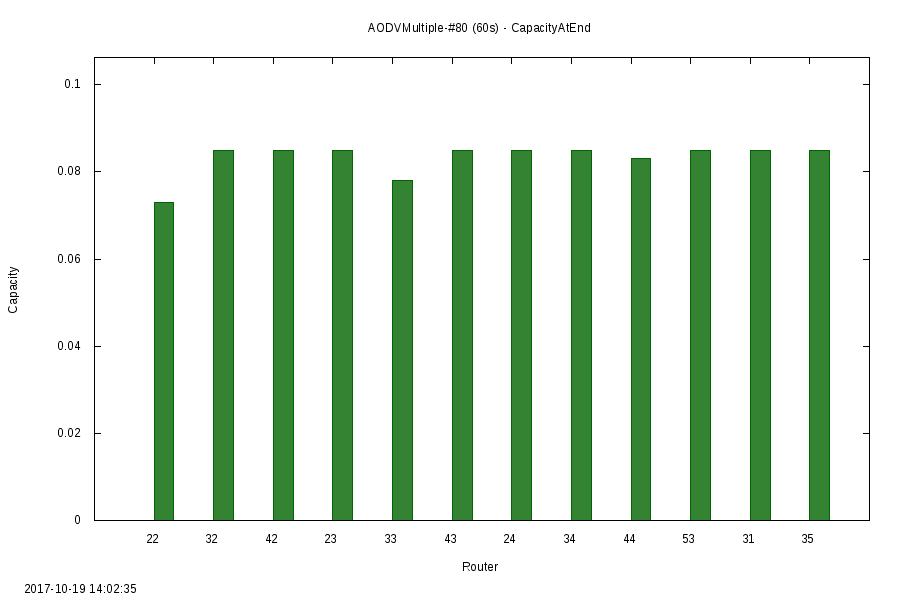 AODVMultiple-#80 (60s) - CapacityAtEnd
0.1
0.08
0.06
0.04
0.02
0
Capacity
22 32 42 23 33 43 24 34 44 53 31 35
Router
2017-10-19 14:02:35